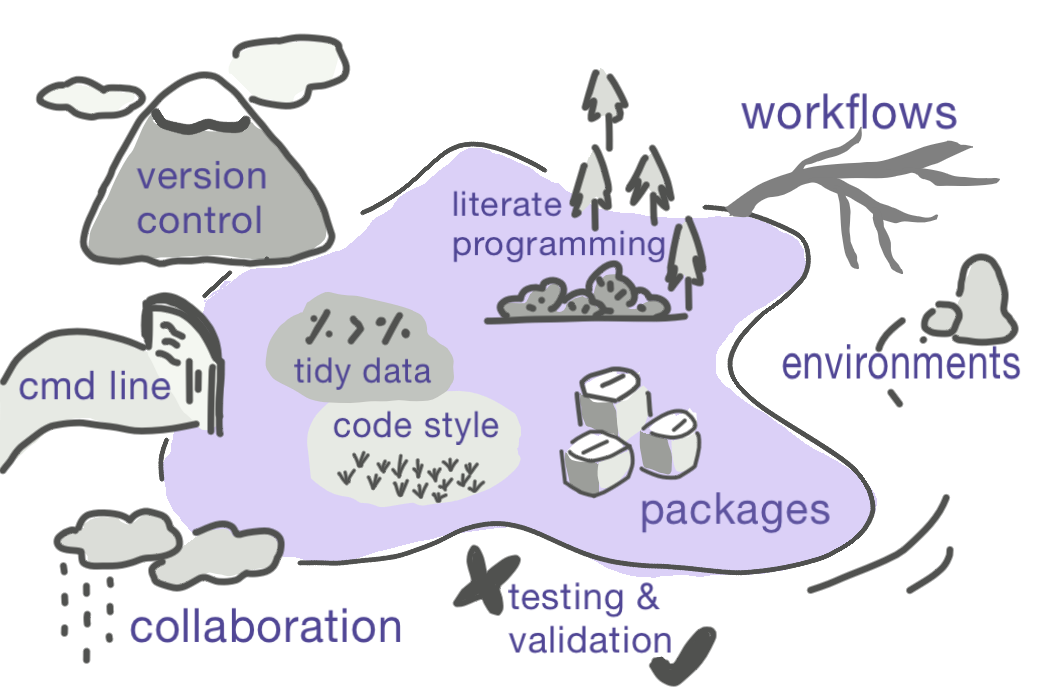 workflows
version
control
literate
programming
% > %
tidy data
environments
cmd line
code style
packages
testing &
validation
collaboration